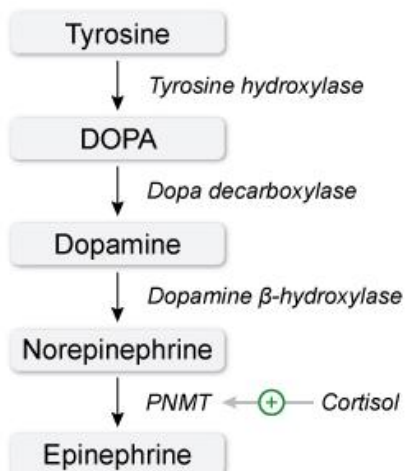 Tyrosine
Tyrosine hydroxylase
DOPA
Dopa decarboxylase
Dopamine
Dopamine β-hydroxylase
Norepinephrine
PNMT + Cortisol
Epinephrine